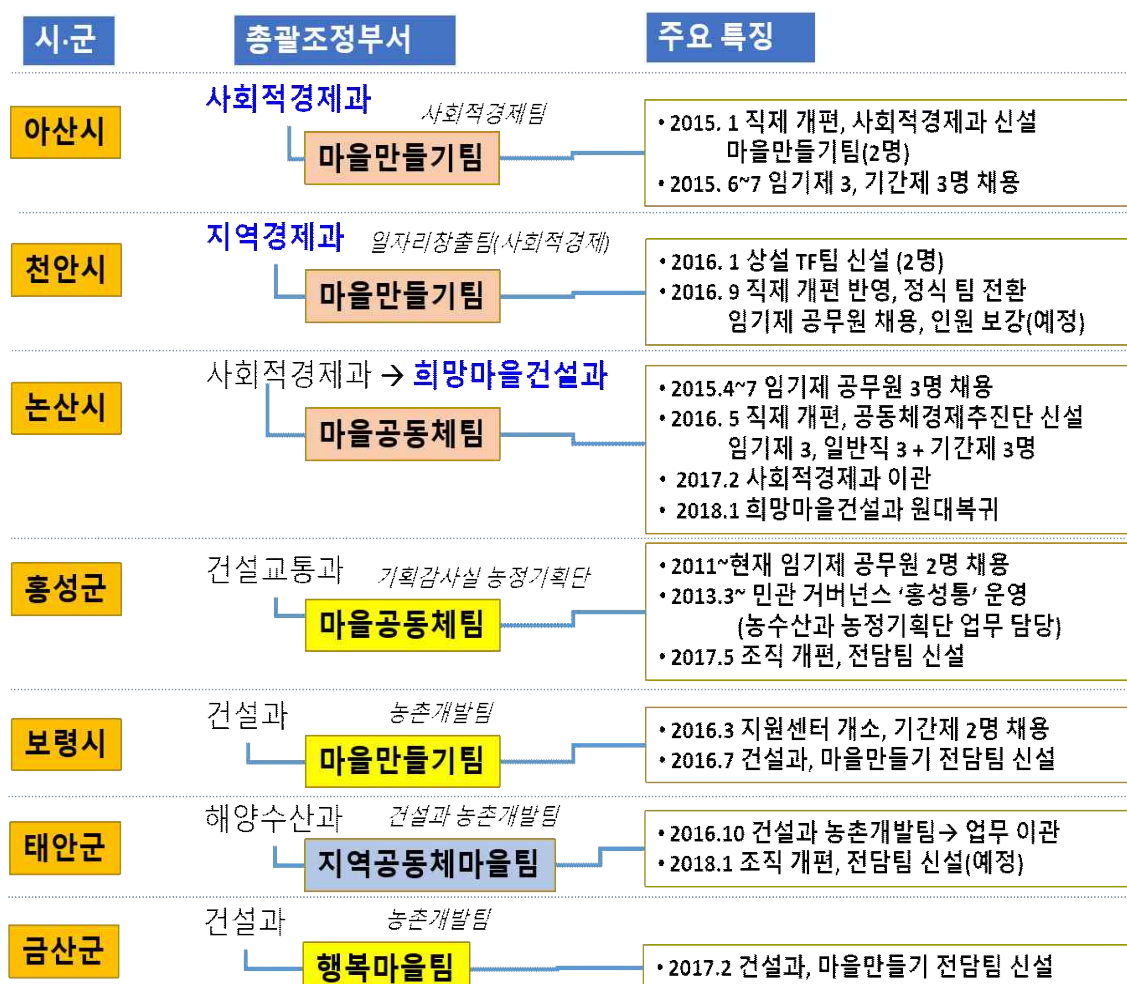 시·군 총괄조정부서 주요 특징
아산시
사회적경제과 사회적경제팀
마을만들기팀
• 2015. 1 직제 개편, 사회적경제과 신설
마을만들기팀(2명)
• 2015. 6~7 임기제 3, 기간제 3명 채용
천안시
지역경제과 일자리창출팀(사회적경제)
마을만들기팀
• 2016. 1 상설 TF팀 신설 (2명)
• 2016. 9 직제 개편 반영, 정식 팀 전환
임기제 공무원 채용, 인원 보강(예정)
논산시
사회적경제과 → 희망마을건설과
마을공동체팀
• 2015.4~7 임기제 공무원 3명 채용
• 2016. 5 직제 개편, 공동체경제추진단 신설
임기제 3, 일반직 3 + 기간제 3명
• 2017.2 사회적경제과 이관
• 2018.1 희망마을건설과 원대복귀
홍성군
건설교통과 기획감사실 농정기획단
마을공동체팀
• 2011~현재 임기제 공무원 2명 채용
• 2013.3~ 민관 거버넌스 ‘홍성통’ 운영
(농수산과 농정기획단 업무 담당)
• 2017.5 조직 개편, 전담팀 신설
보령시
건설과 농촌개발팀
마을만들기팀
• 2016.3 지원센터 개소, 기간제 2명 채용
• 2016.7 건설과, 마을만들기 전담팀 신설
태안군
해양수산과 건설과 농촌개발팀
지역공동체마을팀
• 2016.10 건설과 농촌개발팀→ 업무 이관
• 2018.1 조직 개편, 전담팀 신설(예정)
금산군
건설과 농촌개발팀
행복마을팀
• 2017.2 건설과, 마을만들기 전담팀 신설